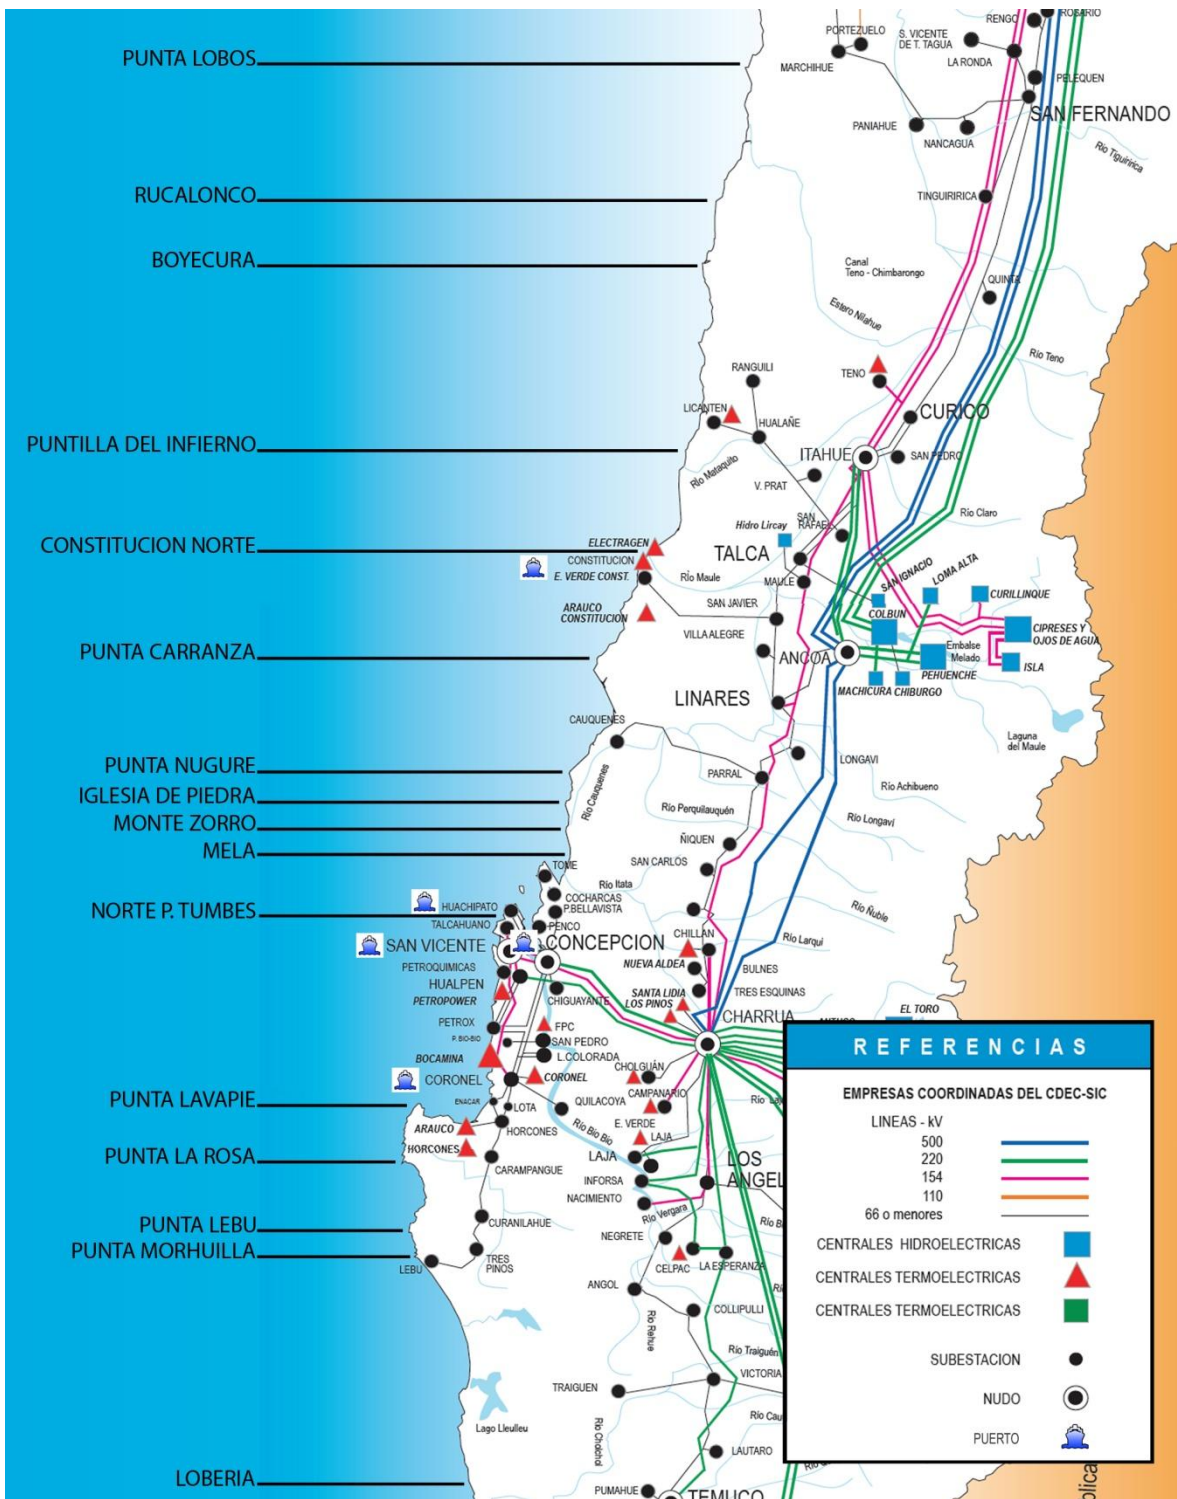 PUNTA LOBOS
RUCALONCO
BOYECURA
PUNTILLA DEL INFIERNO
CONSTITUCION NORTE
PUNTA CARRANZA
PUNTA NUGURE
IGLESIA DE PIEDRA
MONTE ZORRO
MELA
NORTE P. TUMBES
PUNTA LAVAPIE
PUNTA LA ROSA
PUNTA LEBU
PUNTA MORHUILLA
LOBERIA
RENGO
ROSARIO
PORTEZUELO
S. VICENTE
DE T. TAGUA
MARCHIHUE
LA RONDA
PELEQUEN
SAN FERNANDO
PANIAHUE
NANCAGUA
Río Tiguiririca
TINGUIRIRICA
Canal
Teno - Chimbarongo
QUINTA
Estero Nilahue
Río Teno
RANGUILI
TENO
LICANTEN
HUALAÑE
CURICO
ITAHUE
SAN PEDRO
Río Mataquito
V. PRAT
Río Claro
SAN
RAFAEL
Hidro Lircay
TALCA
ELECTRAGEN
CONSTITUCION
E. VERDE CONST.
Río Maule
MAULE
SAN IGNACIO
LOMA ALTA
CURILLINQUE
ARAUCO
CONSTITUCION
SAN JAVIER
COLBUN
CIPRESES Y
OJOS DE AGUA
VILLA ALEGRE
ANCOA
Embalse
Melado
PEHUENCHE
ISLA
MACHICURA
CHIBURGO
LINARES
CAUQUENES
Laguna
del Maule
LONGAVI
PARRAL
Río Cauquenes
Río Achibueno
Río Perquilauquén
Río Longaví
ÑIQUEN
SAN CARLOS
TOME
Río Itata
COCHARCAS
P.BELLAVISTA
Río Ñuble
HUACHIPATO
TALCAHUANO
PENCO
SAN VICENTE
CONCEPCION
CHILLAN
Río Larqui
PETROQUIMICAS
HUALPEN
PETROPOWER
NUEVA ALDEA
BULNES
CHIGUAYANTE
SANTA LIDIA
LOS PINOS
TRES ESQUINAS
CHARRUA
EL TORO
PETROX
P. BIO-BIO
FPC
SAN PEDRO
L.COLORADA
BOCAMINA
CORONEL
CORONEL
CHOLGUÁN
CAMPANARIO
ENACAR
LOTA
QUILACOYA
ARAUCO
HORCONES
HORCONES
Río Bio Bio
E. VERDE
LAJA
LAJA
CARAMPANGUE
INFORSA
LOS
NACIMIENTO
CURANILAHUE
Río Vergara
NEGRETE
TRES
PINOS
LEBU
CELPAC
LA ESPERANZA
ANGOL
COLLIPULLI
Río Rehue
Río Traiguén
VICTORIA
TRAIGUEN
Lago Lleulleu
Río Cholchol
LAUTARO
PUMAHUE
TEMUCO
REFERENCIAS
EMPRESAS COORDINADAS DEL CDEC-SIC
LINEAS - kV
500
220
154
110
66 o menores
CENTRALES HIDROELECTRICAS
CENTRALES TERMOELECTRICAS
CENTRALES TERMOELECTRICAS
SUBESTACION
NUDO
PUERTO